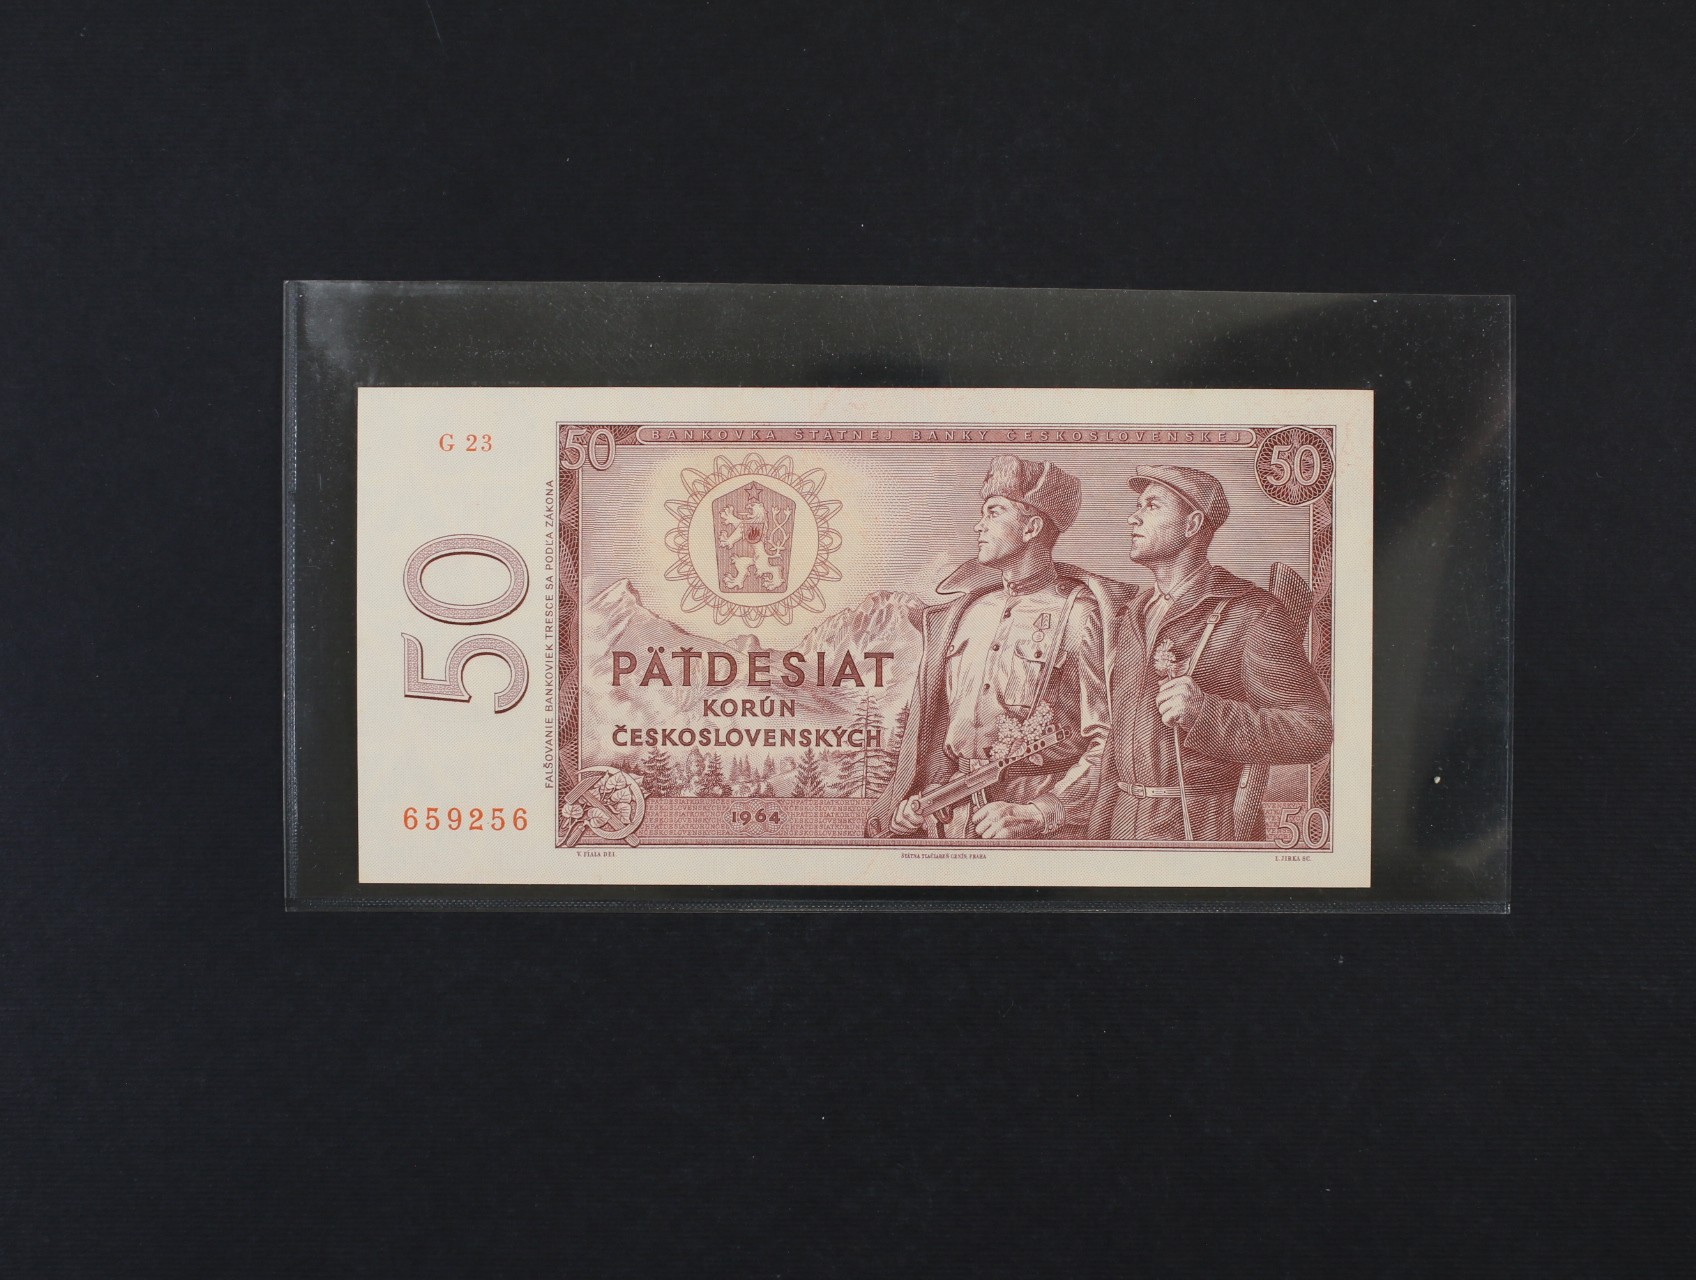 G 23
50
659256
FALŠOVANIE BANKOVIEK TRESCE SA PODĽA ZÁKONA
50
BANKOVKA ŠTÁTNEJ BANKY ČESKOSLOVENSKEJ
50
PÄŤDESIAT
KORÚN
ČESKOSLOVENSKÝCH
1964
50
V. FIALA DEL.
ŠTÁTNA TLAČIAREŇ CENÍN, PRAHA
J. JIRKA SC.